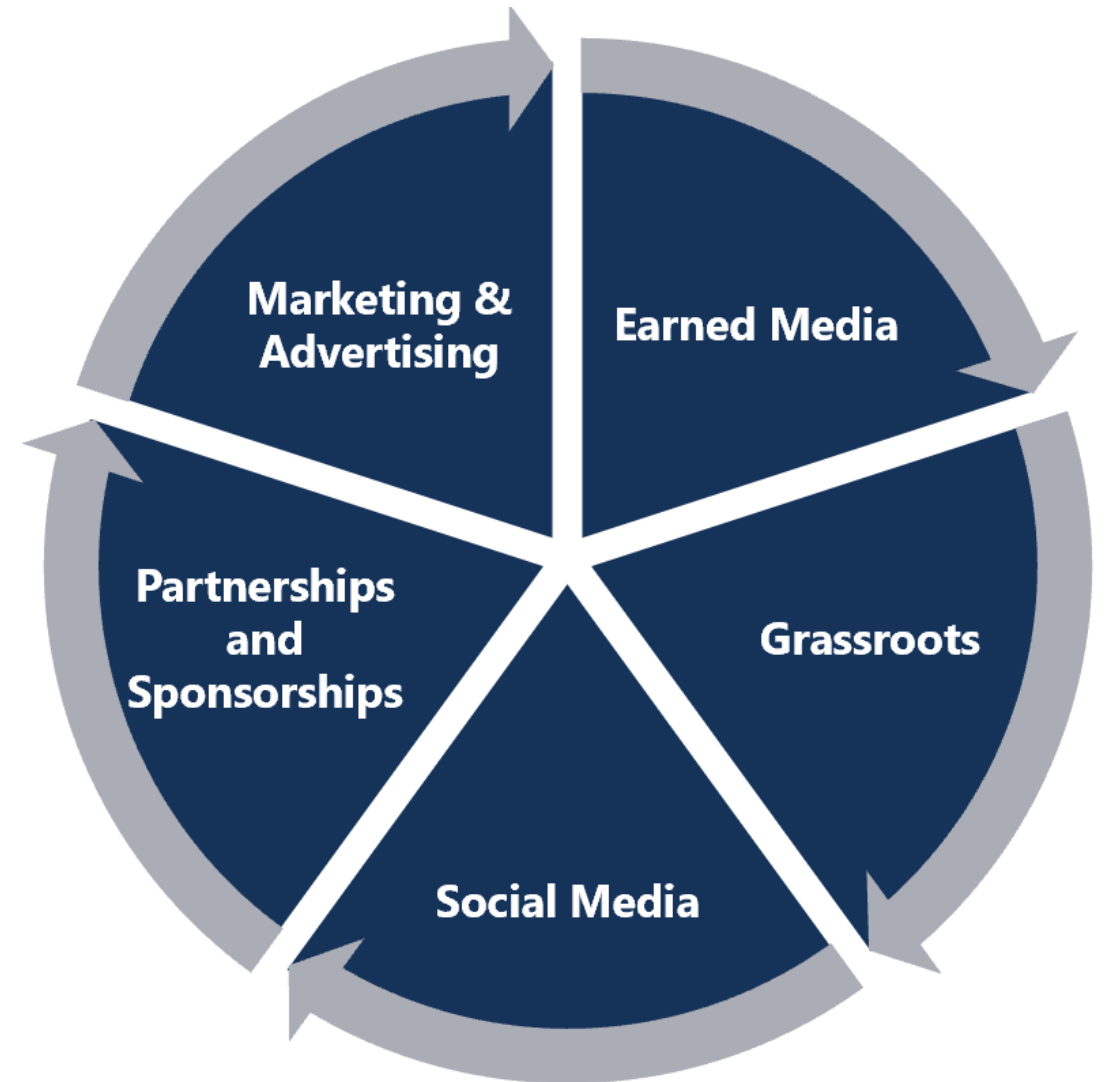 Marketing &
Advertising
Earned Media
Partnerships
and
Sponsorships
Grassroots
Social Media